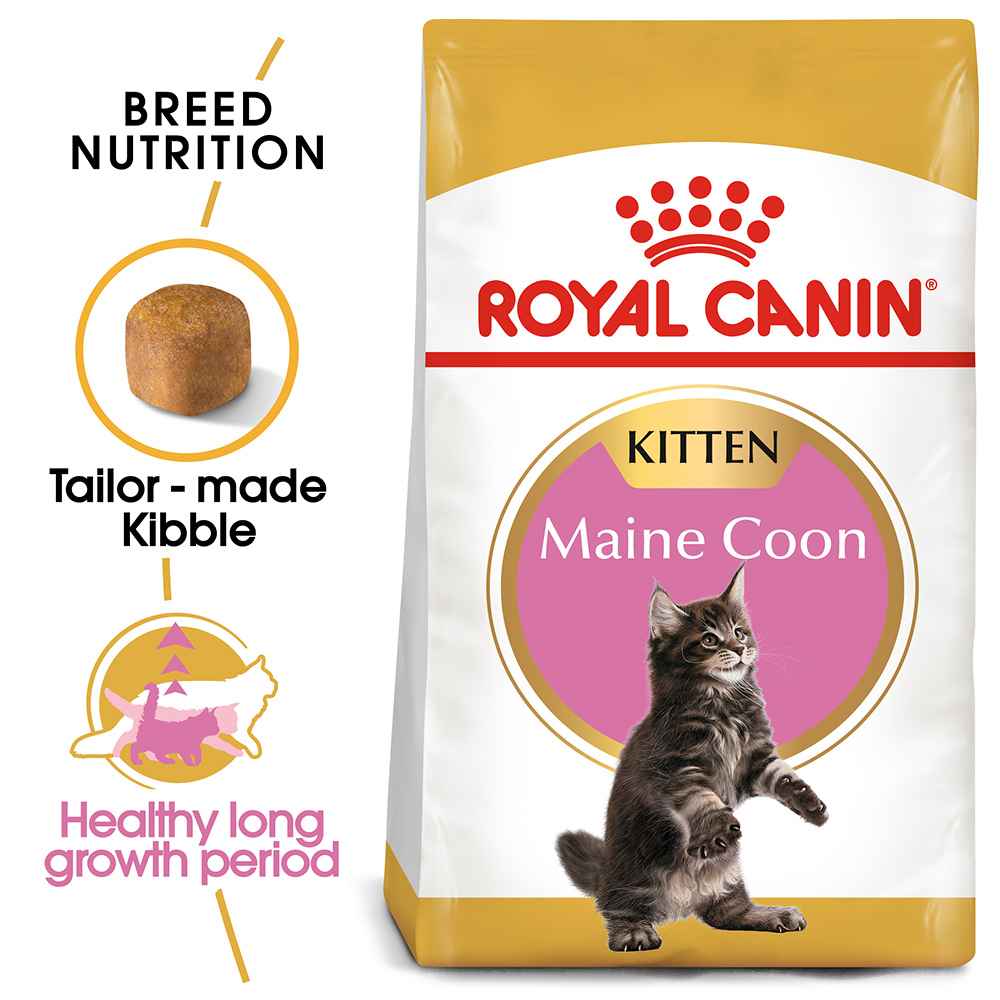 BREED
NUTRITION
Tailor - made
Kibble
Healthy long
growth period
ROYAL CANIN®
KITTEN
Maine Coon